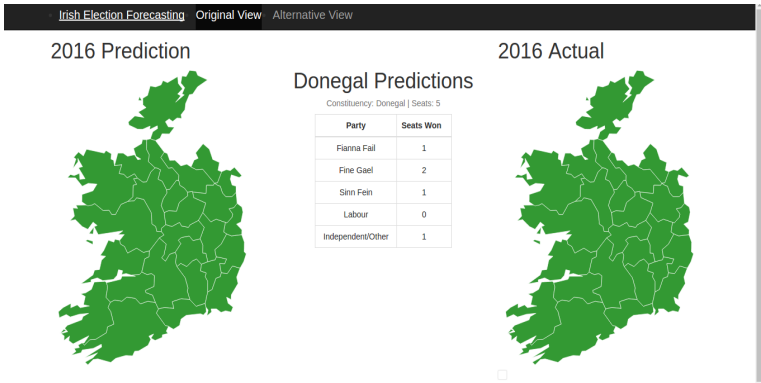 Irish Election Forecasting Original View Alternative View
2016 Prediction
Donegal Predictions
Constituency: Donegal | Seats: 5
Party Seats Won
Fianna Fail 1
Fine Gael 2
Sinn Fein 1
Labour 0
Independent/Other 1
2016 Actual